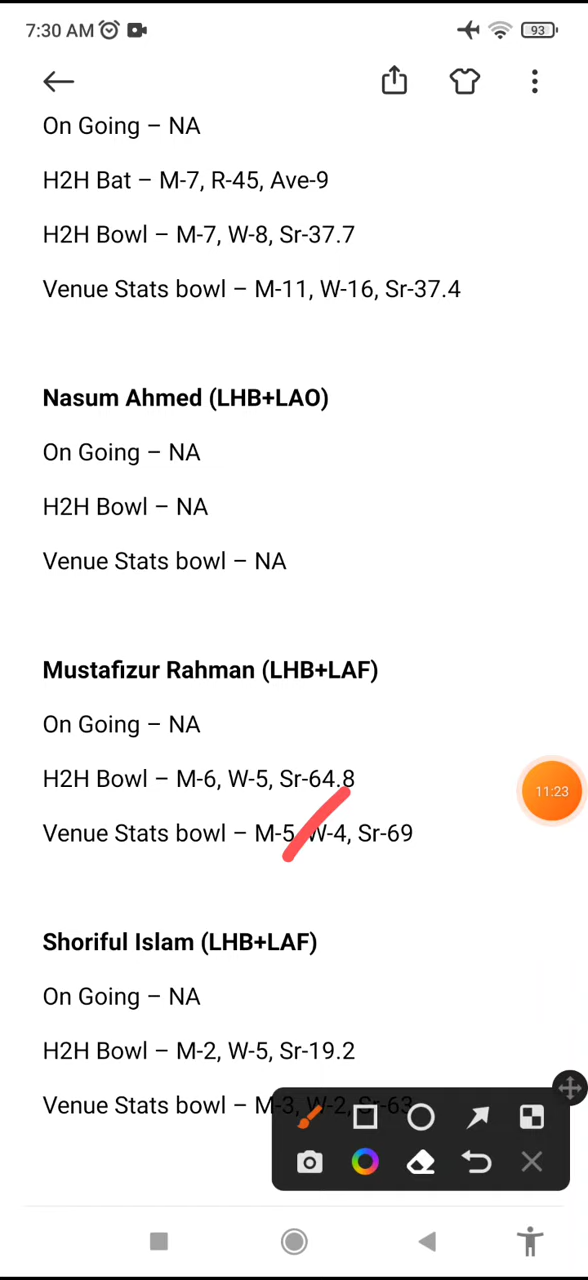 7:30 AM
93
On Going – NA
H2H Bat – M-7, R-45, Ave-9
H2H Bowl – M-7, W-8, Sr-37.7
Venue Stats bowl – M-11, W-16, Sr-37.4
Nasum Ahmed (LHB+LAO)
On Going – NA
H2H Bowl – NA
Venue Stats bowl – NA
Mustafizur Rahman (LHB+LAF)
On Going – NA
H2H Bowl – M-6, W-5, Sr-64.8
11:23
Venue Stats bowl – M-5, W-4, Sr-69
Shoriful Islam (LHB+LAF)
On Going – NA
H2H Bowl – M-2, W-5, Sr-19.2
Venue Stats bowl – M-3, W-2, Sr-63